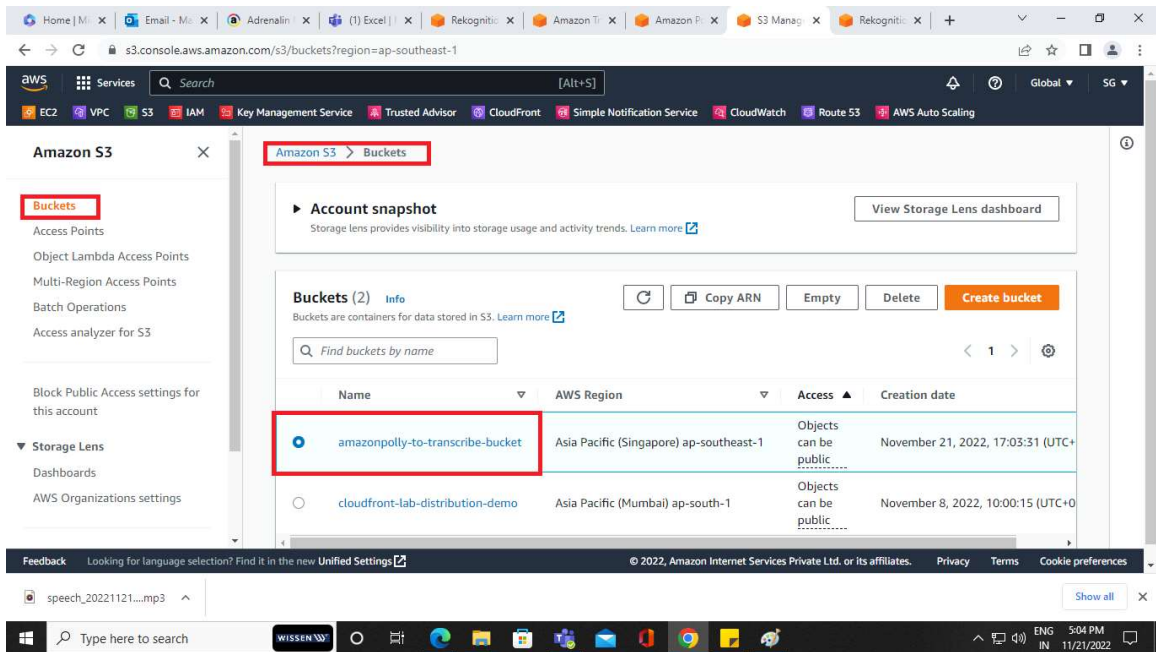 Home | Mi
Email - Ma
Adrenalin
(1) Excel |
Rekognitio
Amazon Tr
Amazon Po
S3 Manag
Rekognitio
s3.console.aws.amazon.com/s3/buckets?region=ap-southeast-1
aws Services Search [Alt+S] Global SG
EC2 VPC S3 IAM Key Management Service Trusted Advisor CloudFront Simple Notification Service CloudWatch Route 53 AWS Auto Scaling
Amazon S3
Buckets
Access Points
Object Lambda Access Points
Multi-Region Access Points
Batch Operations
Access analyzer for S3
Block Public Access settings for
this account
Storage Lens
Dashboards
AWS Organizations settings
Amazon S3 > Buckets
Account snapshot
Storage lens provides visibility into storage usage and activity trends. Learn more
View Storage Lens dashboard
Buckets (2) Info
Buckets are containers for data stored in S3. Learn more
Copy ARN Empty Delete Create bucket
Find buckets by name
< 1 >
Name AWS Region Access Creation date
amazonpolly-to-transcribe-bucket Asia Pacific (Singapore) ap-southeast-1 Objects
can be
public November 21, 2022, 17:03:31 (UTC+
cloudfront-lab-distribution-demo Asia Pacific (Mumbai) ap-south-1 Objects
can be
public November 8, 2022, 10:00:15 (UTC+0
Feedback Looking for language selection? Find it in the new Unified Settings © 2022, Amazon Internet Services Private Ltd. or its affiliates. Privacy Terms Cookie preferences
speech_20221121....mp3 Show all
Type here to search WISSEN ENG 5:04 PM
IN 11/21/2022